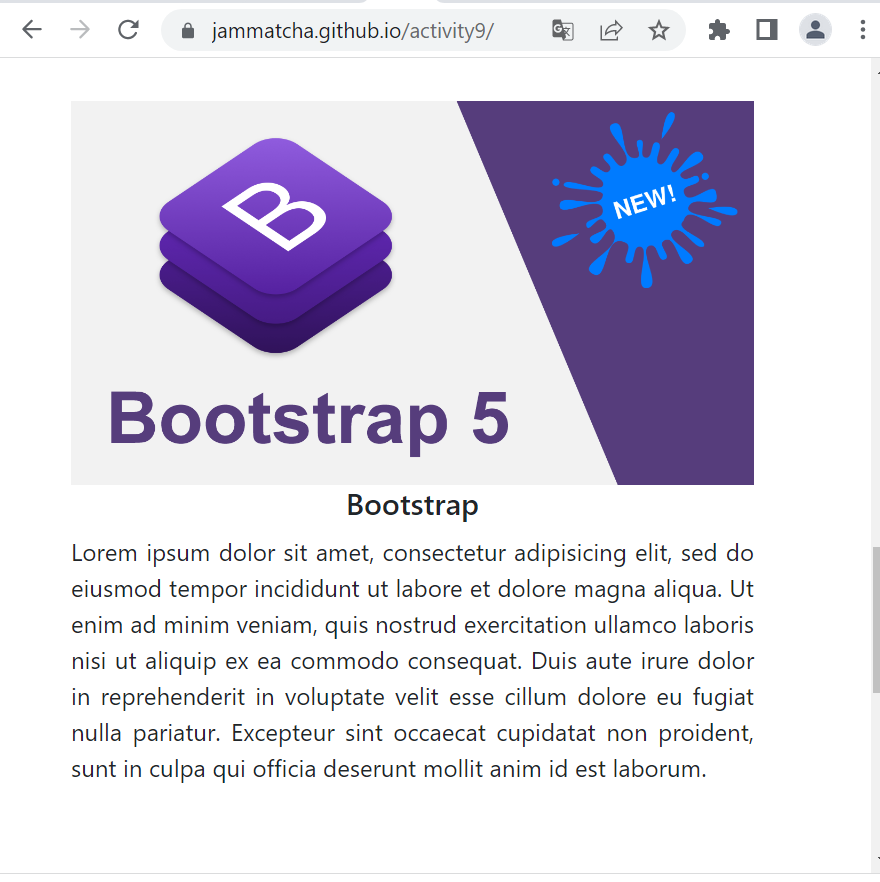 jammatcha.github.io/activity9/
B
NEW!
Bootstrap 5
Bootstrap
Lorem ipsum dolor sit amet, consectetur adipisicing elit, sed do
eiusmod tempor incididunt ut labore et dolore magna aliqua. Ut
enim ad minim veniam, quis nostrud exercitation ullamco laboris
nisi ut aliquip ex ea commodo consequat. Duis aute irure dolor
in reprehenderit in voluptate velit esse cillum dolore eu fugiat
nulla pariatur. Excepteur sint occaecat cupidatat non proident,
sunt in culpa qui officia deserunt mollit anim id est laborum.